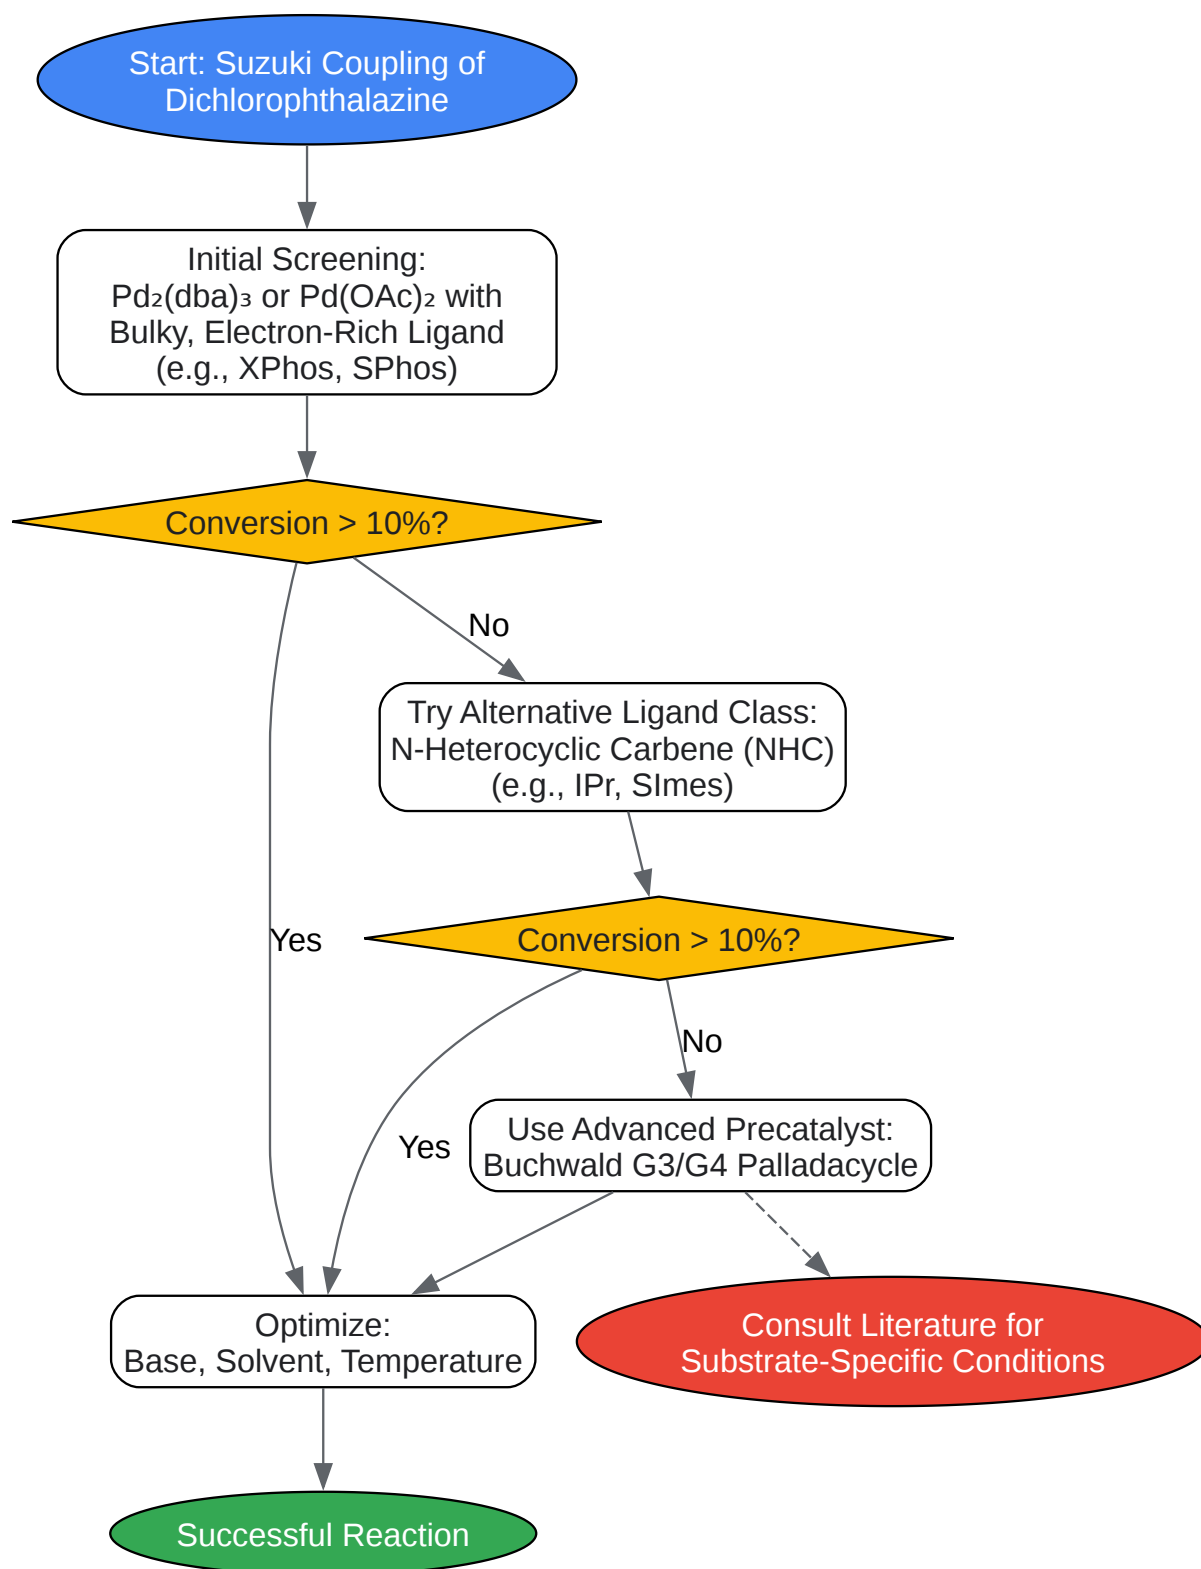 Start: Suzuki Coupling of
Dichlorophthalazine
Initial Screening:
Pd₂(dba)₃ or Pd(OAc)₂ with
Bulky, Electron-Rich Ligand
(e.g., XPhos, SPhos)
Conversion > 10%?
No
Try Alternative Ligand Class:
N-Heterocyclic Carbene (NHC)
(e.g., IPr, SImes)
Yes
Conversion > 10%?
No
Yes
Use Advanced Precatalyst:
Buchwald G3/G4 Palladacycle
Optimize:
Base, Solvent, Temperature
Consult Literature for
Substrate-Specific Conditions
Successful Reaction